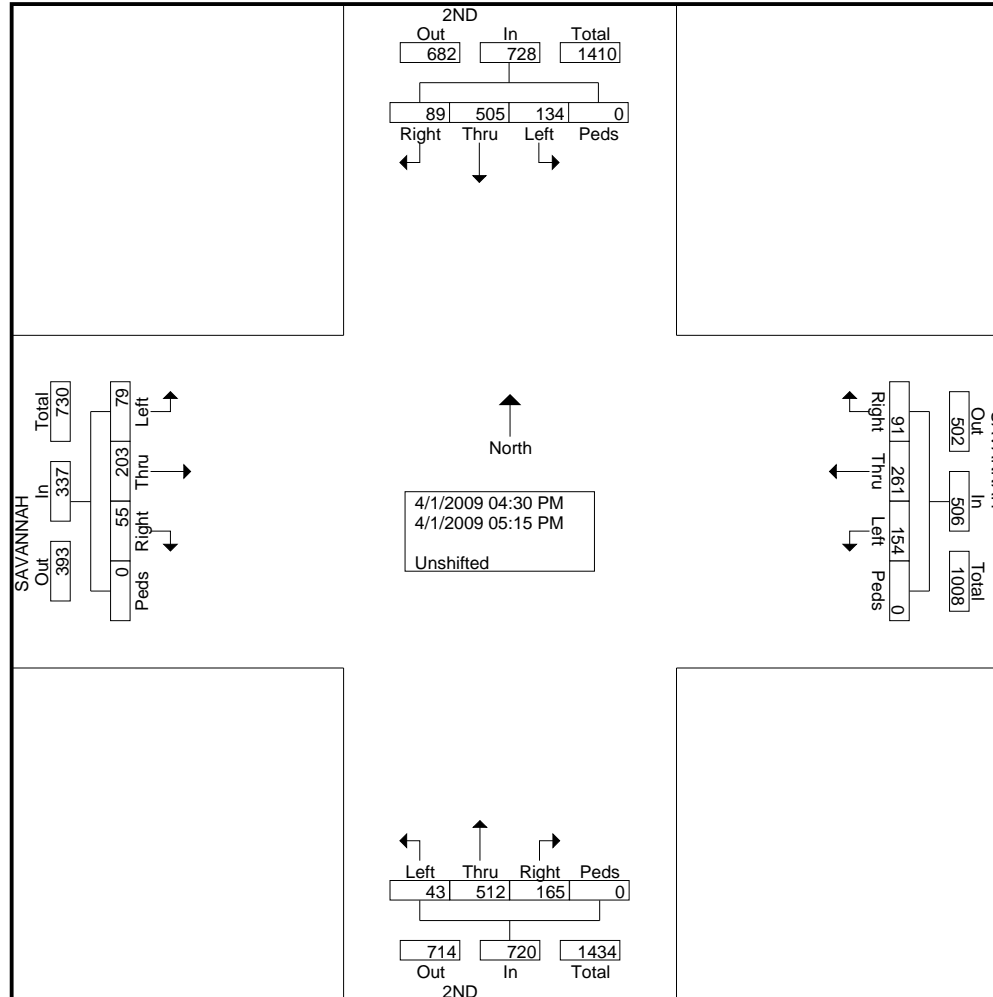 2ND
Out In Total
682 728 1410
89 505 134 0
Right Thru Left Peds
SAVANNAH
Total In Out
730 337 393
79 203 55 0
Left Thru Right Peds
North
4/1/2009 04:30 PM
4/1/2009 05:15 PM
Unshifted
Right Thru Left Peds
91 261 154 0
Out In Total
502 506 1008
Left Thru Right Peds
43 512 165 0
714 720 1434
Out In Total
2ND